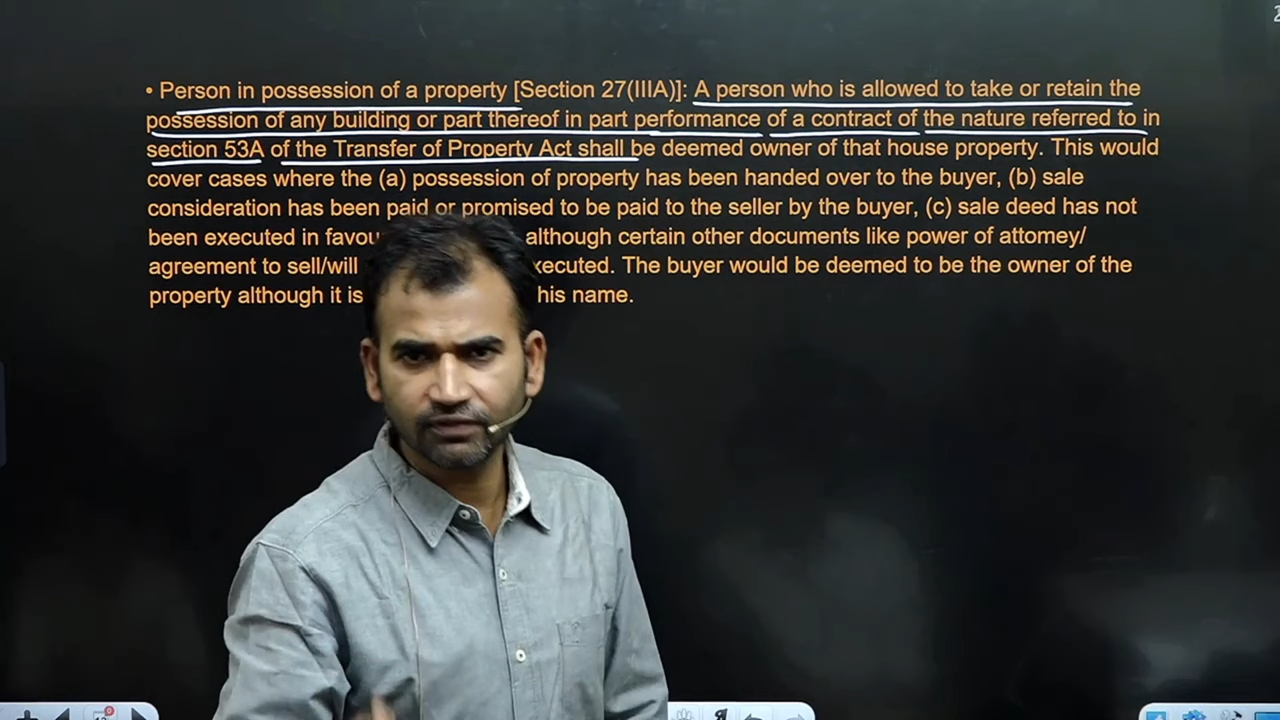 • Person in possession of a property [Section 27(IIIA)]: A person who is allowed to take or retain the
possession of any building or part thereof in part performance of a contract of the nature referred to in
section 53A of the Transfer of Property Act shall be deemed owner of that house property. This would
cover cases where the (a) possession of property has been handed over to the buyer, (b) sale
consideration has been paid or promised to be paid to the seller by the buyer, (c) sale deed has not
been executed in although certain other documents like power of attomey/
agreement to sell/will executed. The buyer would be deemed to be the owner of the
property although it is his name.